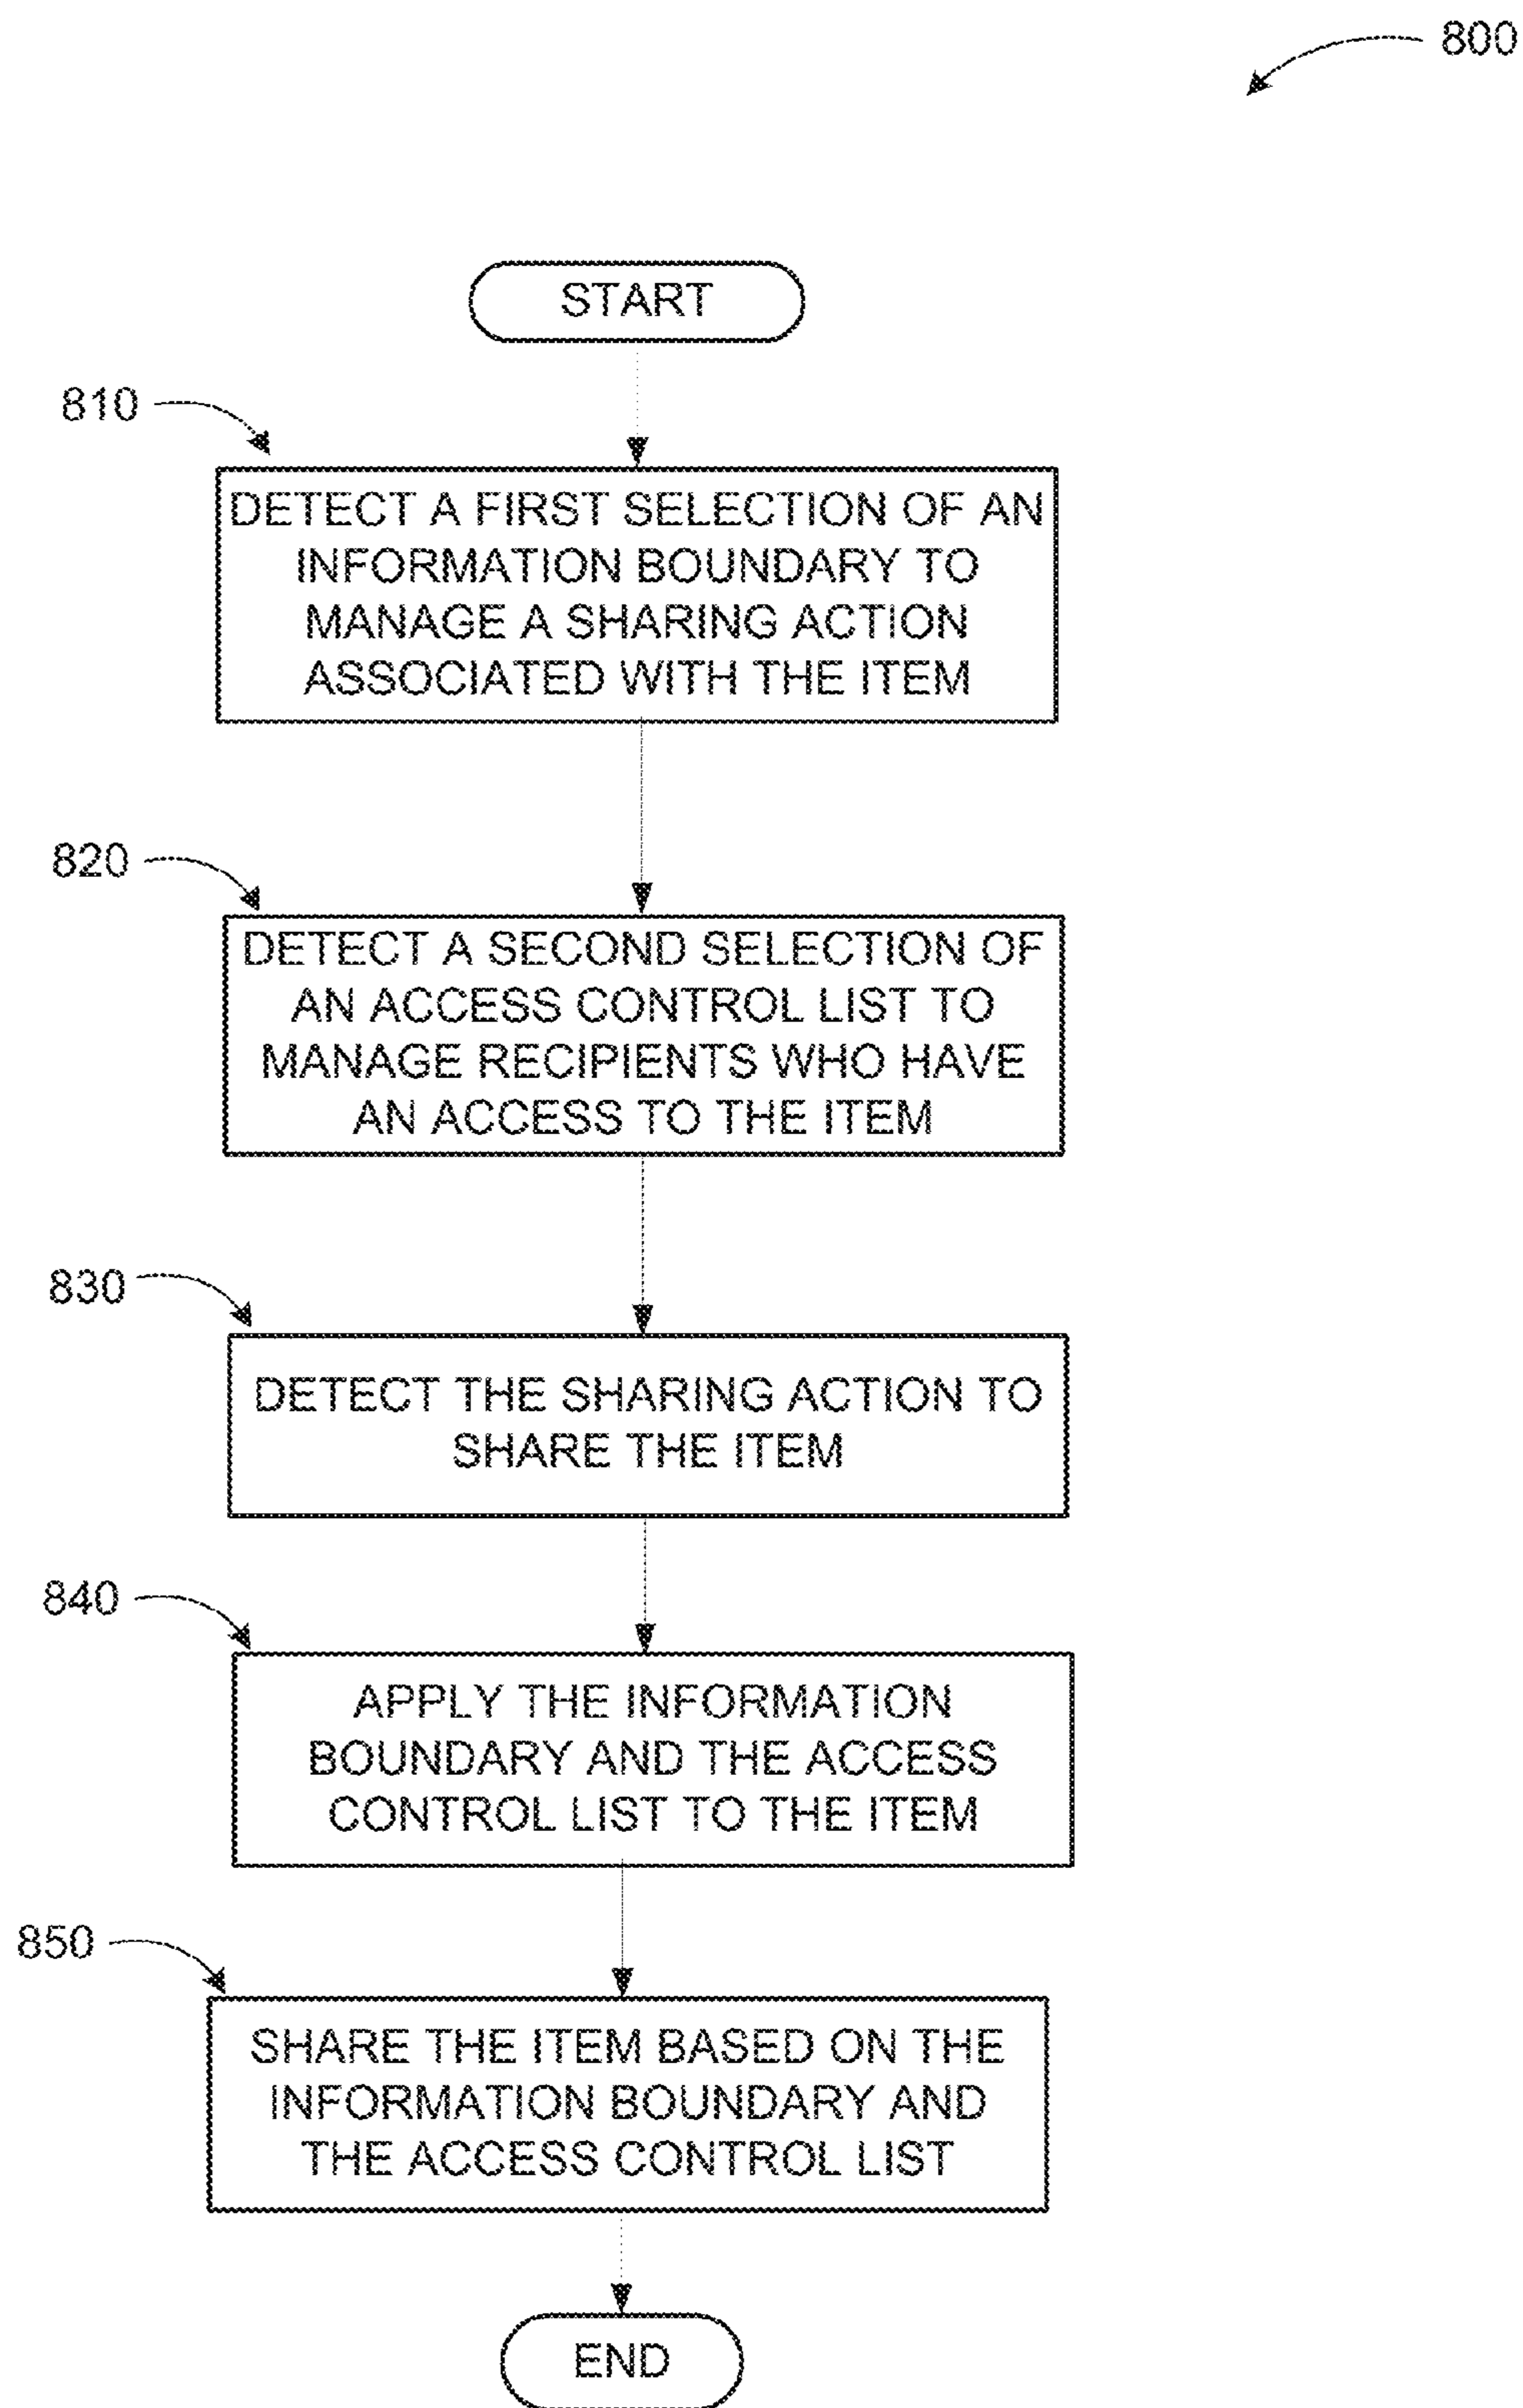 800
START
810
DETECT A FIRST SELECTION OF AN
INFORMATION BOUNDARY TO
MANAGE A SHARING ACTION
ASSOCIATED WITH THE ITEM
820
DETECT A SECOND SELECTION OF
AN ACCESS CONTROL LIST TO
MANAGE RECIPIENTS WHO HAVE
AN ACCESS TO THE ITEM
830
DETECT THE SHARING ACTION TO
SHARE THE ITEM
840
APPLY THE INFORMATION
BOUNDARY AND THE ACCESS
CONTROL LIST TO THE ITEM
850
SHARE THE ITEM BASED ON THE
INFORMATION BOUNDARY AND
THE ACCESS CONTROL LIST
END